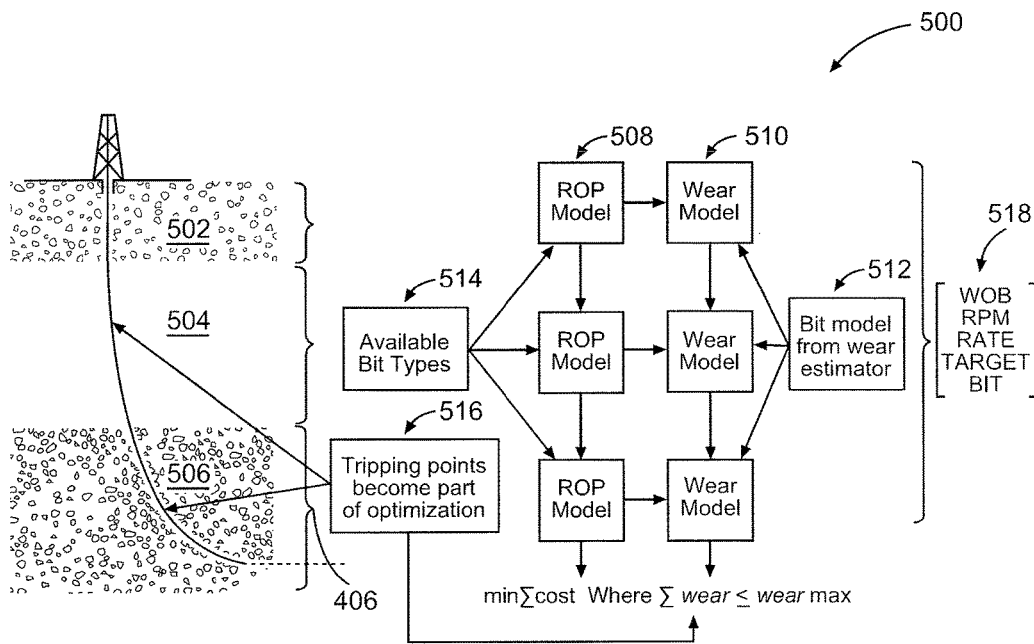 500
508
510
ROP
Model
Wear
Model
502
518
514
512
WOB
RPM
RATE
TARGET
BIT
504
Available
Bit Types
ROP
Model
Wear
Model
Bit model
from wear
estimator
516
506
Tripping points
become part
of optimization
ROP
Model
Wear
Model
406
min∑cost Where ∑ wear ≤ wear max